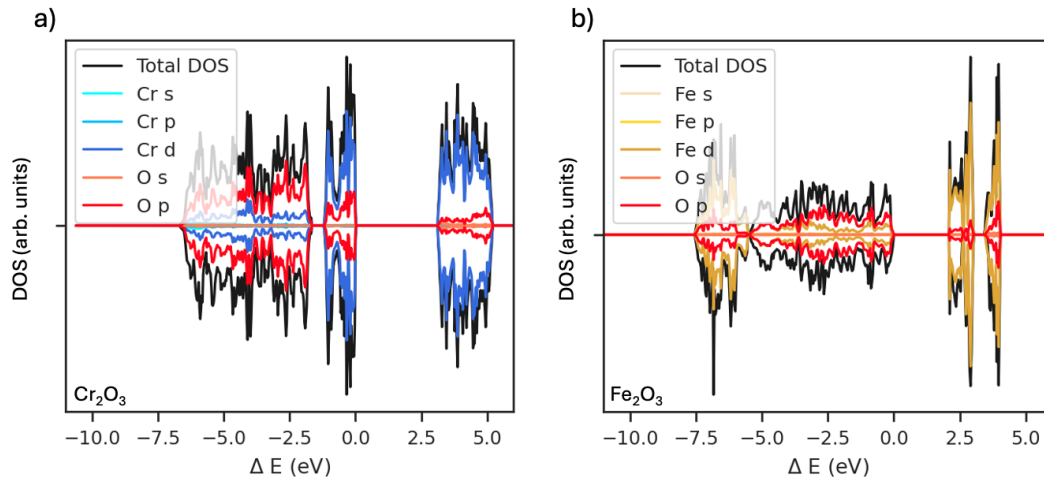 a)
Total DOS
Cr s
Cr p
Cr d
O s
O p
DOS (arb. units)
Cr₂O₃
−10.0 −7.5 −5.0 −2.5 0.0 2.5 5.0
Δ E (eV)
b)
Total DOS
Fe s
Fe p
Fe d
O s
O p
DOS (arb. units)
Fe₂O₃
−10.0 −7.5 −5.0 −2.5 0.0 2.5 5.0
Δ E (eV)